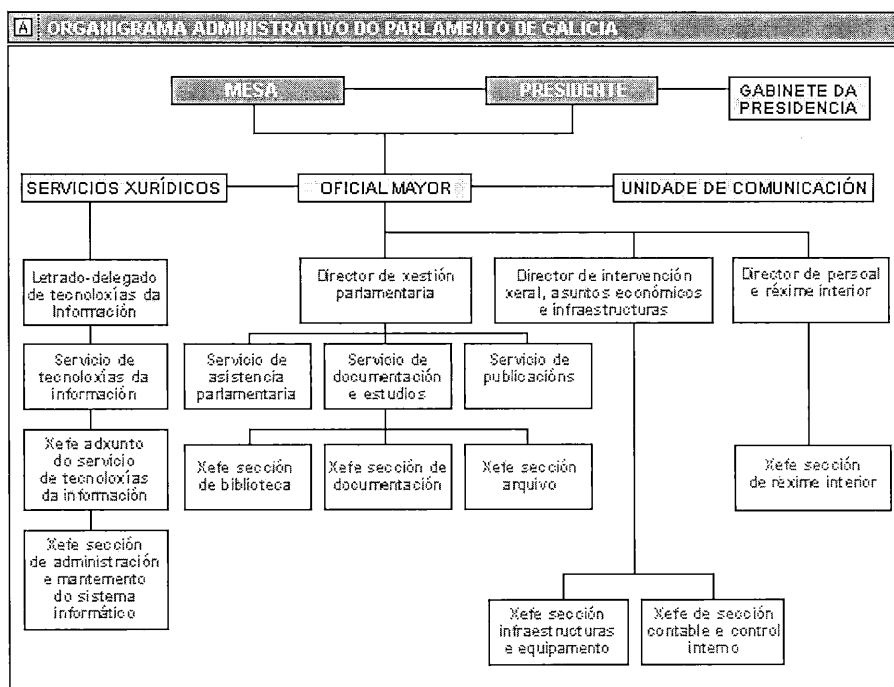 A ORGANIGRAMA ADMINISTRATIVO DO PARLAMENTO DE GALICIA
MESA
PRESIDENTE
GABINETE DA
PRESIDENCIA
SERVICIOS XURÍDICOS
OFICIAL MAYOR
UNIDADE DE COMUNICACIÓN
Letrado-delegado
de tecnoloxías da
Información
Director de xestión
parlamentaria
Director de intervención
xeral, asuntos económicos
e infraestructuras
Director de persoal
e réxime interior
Servicio de
tecnoloxías da
información
Servicio de
asistencia
parlamentaria
Servicio de
documentación
e estudios
Servicio de
publicacións
Xefe adxunto
do servicio
de tecnoloxías
da información
Xefe sección
de biblioteca
Xefe sección de
documentación
Xefe sección
arquivo
Xefe sección
de réxime interior
Xefe sección
de administración
e mantemento
do sistema
informático
Xefe sección
infraestructuras
e equipamento
Xefe de sección
contable e control
interno